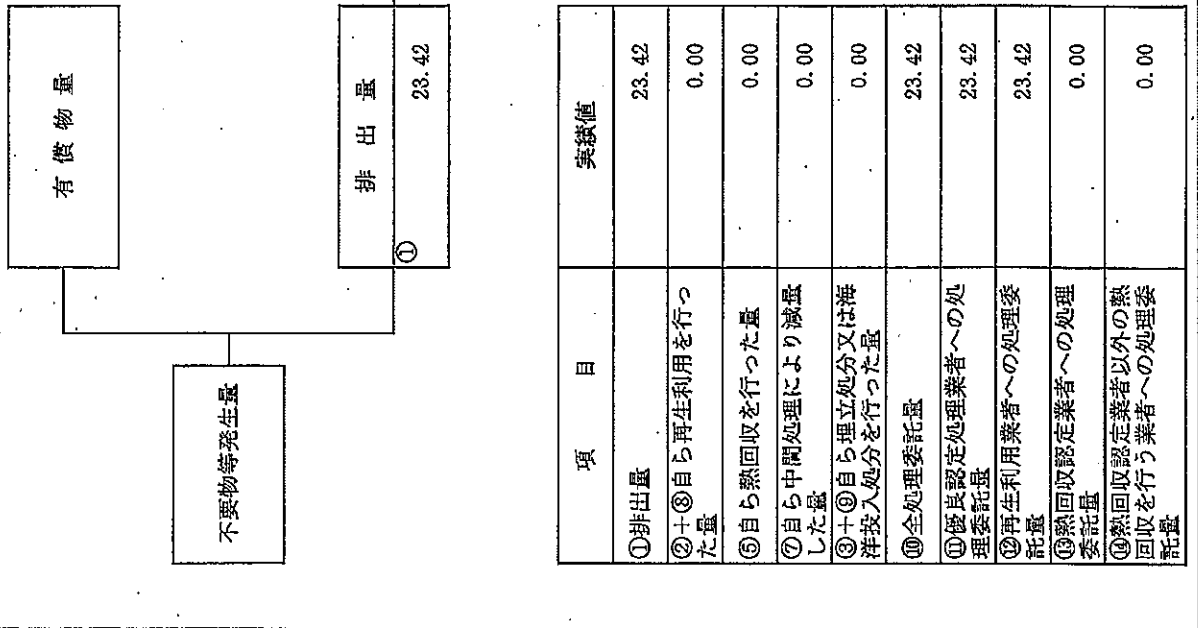 有 償 物 量
不要物等発生量
排 出 量
① 23.42
項 目 実績値
①排出量 23.42
②＋⑧自ら再生利用を行っ
た量 0.00
⑤自ら熱回収を行った量 0.00
⑦自ら中間処理により減量
した量 0.00
③＋⑨自ら埋立処分又は海
洋投入処分を行った量 0.00
⑩全処理委託量 23.42
⑪優良認定処理業者への処
理委託量 23.42
⑫再生利用業者への処理委
託量 23.42
⑬熱回収認定業者への処理
委託量 0.00
⑭熱回収認定業者以外の熱
回収を行う業者への処理委
託量 0.00